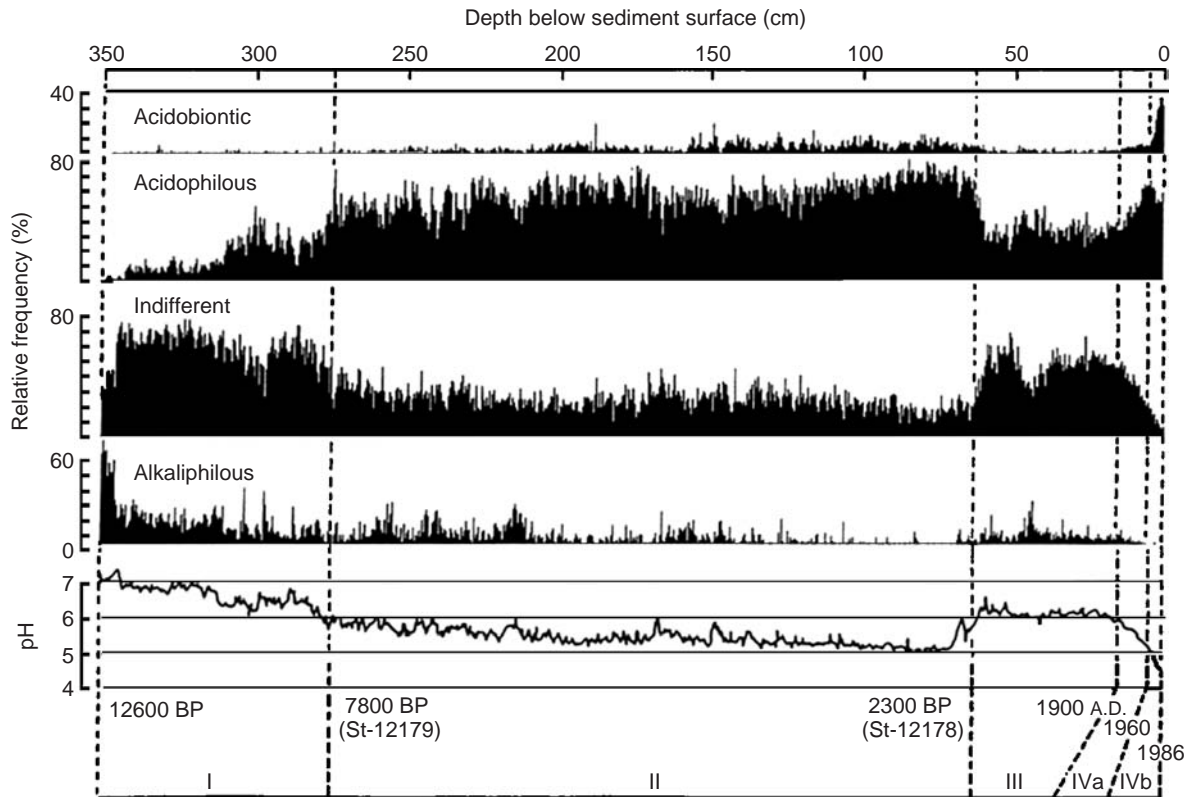 Depth below sediment surface (cm)
350 300 250 200 150 100 50 0
40
Acidobiontic
80
Acidophilous
Relative frequency (%)
Indifferent
80
Alkaliphilous
60
0
7
6
pH
5
4
12600 BP
7800 BP
(St-12179)
2300 BP
(St-12178)
1900 A.D.
1960
1986
I II III IVa IVb